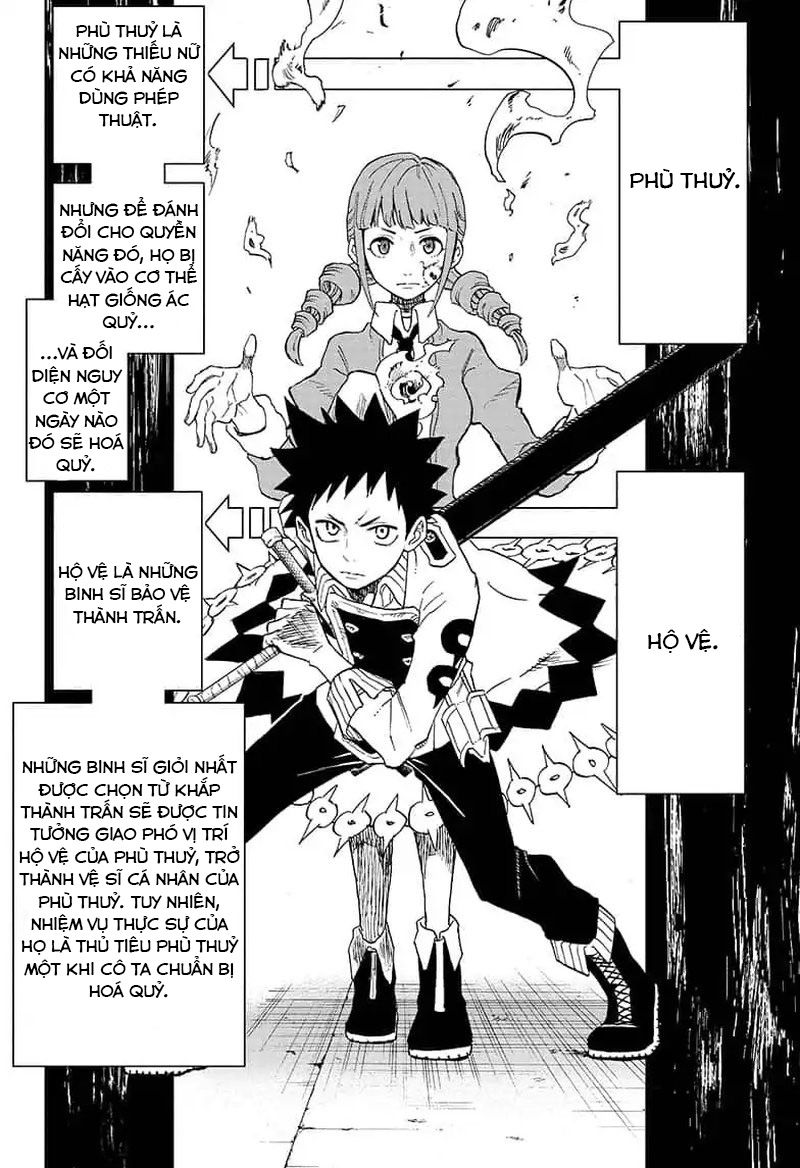 PHÙ THUỶ.
PHÙ THUỶ LÀ
NHỮNG THIẾU NỮ
CÓ KHẢ NĂNG
DÙNG PHÉP
THUẬT.
NHƯNG ĐỂ ĐÁNH
ĐỔI CHO QUYỀN
NĂNG ĐÓ, HỌ BỊ
CẤY VÀO CƠ THỂ
HẠT GIỐNG ÁC
QUỶ...
...VÀ ĐỐI
DIỆN NGUY
CƠ MỘT
NGÀY NÀO
ĐÓ SẼ HOÁ
QUỶ.
HỘ VỆ.
HỘ VỆ LÀ NHỮNG
BINH SĨ BẢO VỆ
THÀNH TRẤN.
NHỮNG BINH SĨ GIỎI NHẤT
ĐƯỢC CHỌN TỪ KHẮP
THÀNH TRẤN SẼ ĐƯỢC TIN
TƯỞNG GIAO PHÓ VỊ TRÍ
HỘ VỆ CỦA PHÙ THUỶ, TRỞ
THÀNH VỆ SĨ CÁ NHÂN CỦA
PHÙ THUỶ. TUY NHIÊN,
NHIỆM VỤ THỰC SỰ CỦA
HỌ LÀ THỦ TIÊU PHÙ THUỶ
MỘT KHI CÔ TA CHUẨN BỊ
HOÁ QUỶ.